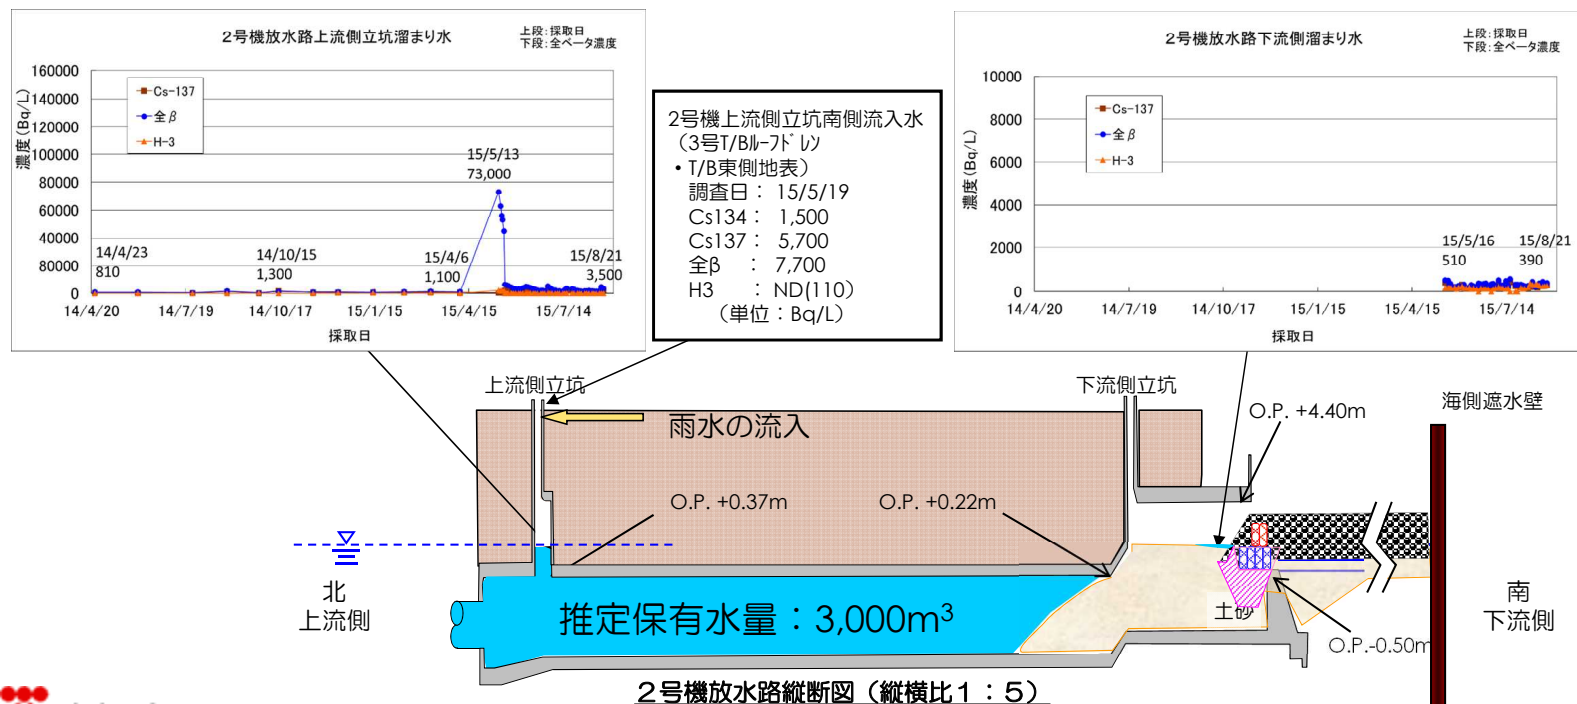 2号機放水路上流側立坑溜まり水
上段:採取日
下段:全ベータ濃度
160000
140000
120000
100000
80000
60000
40000
20000
0
濃度(Bq/L)
Cs-137
全β
H-3
14/4/23
810
14/10/15
1,300
15/4/6
1,100
15/5/13
73,000
15/8/21
3,500
14/4/20
14/7/19
14/10/17
15/1/15
15/4/15
15/7/14
採取日
2号機上流側立坑南側流入水
(3号T/Bルーフドレン
・T/B東側地表)
調査日: 15/5/19
Cs134: 1,500
Cs137: 5,700
全β : 7,700
H3 : ND(110)
(単位:Bq/L)
2号機放水路下流側溜まり水
上段:採取日
下段:全ベータ濃度
10000
8000
6000
4000
2000
0
濃度(Bq/L)
Cs-137
全β
H-3
15/5/16
510
15/8/21
390
14/4/20
14/7/19
14/10/17
15/1/15
15/4/15
15/7/14
採取日
上流側立坑
下流側立坑
O.P. +4.40m
海側遮水壁
雨水の流入
O.P. +0.37m
O.P. +0.22m
北
上流側
推定保有水量:3,000m³
土砂
O.P.-0.50m
南
下流側
2号機放水路縦断図(縦横比1:5)